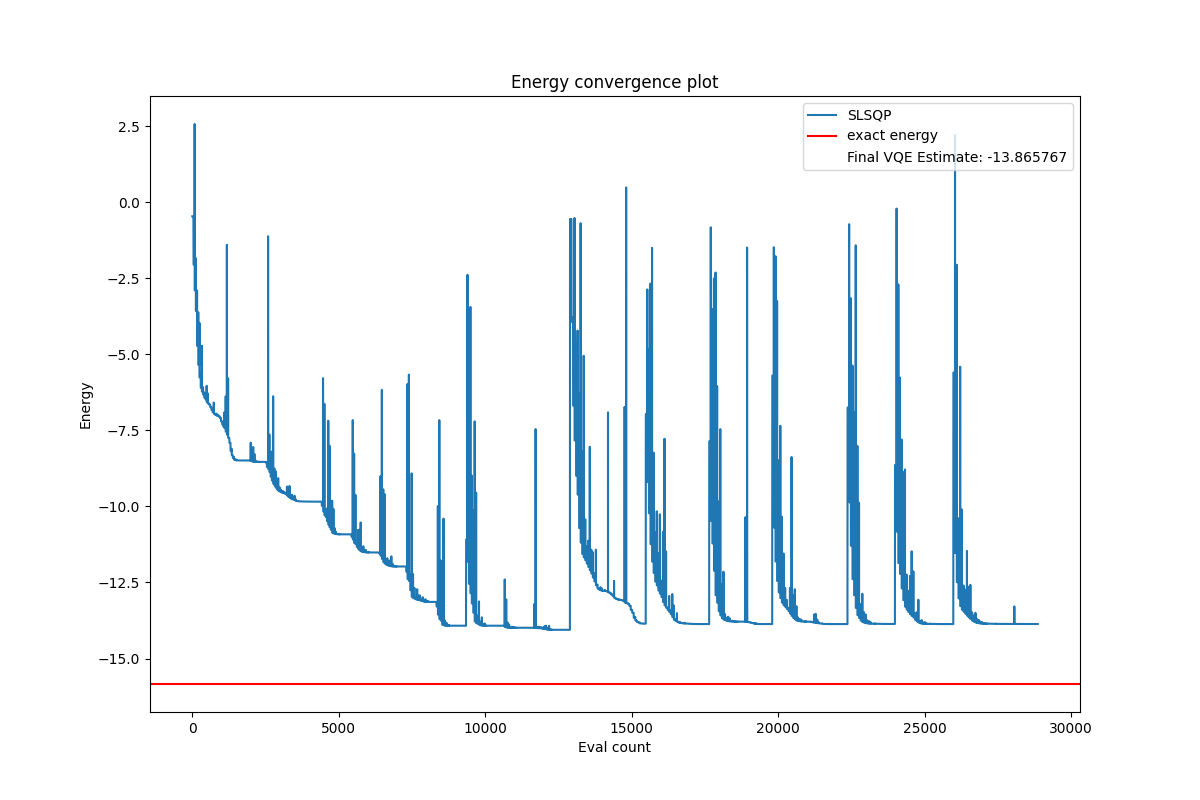 Energy convergence plot
SLSQP
exact energy
Final VQE Estimate: -13.865767
2.5
0.0
−2.5
−5.0
−7.5
−10.0
−12.5
−15.0
Energy
0
5000
10000
15000
20000
25000
30000
Eval count